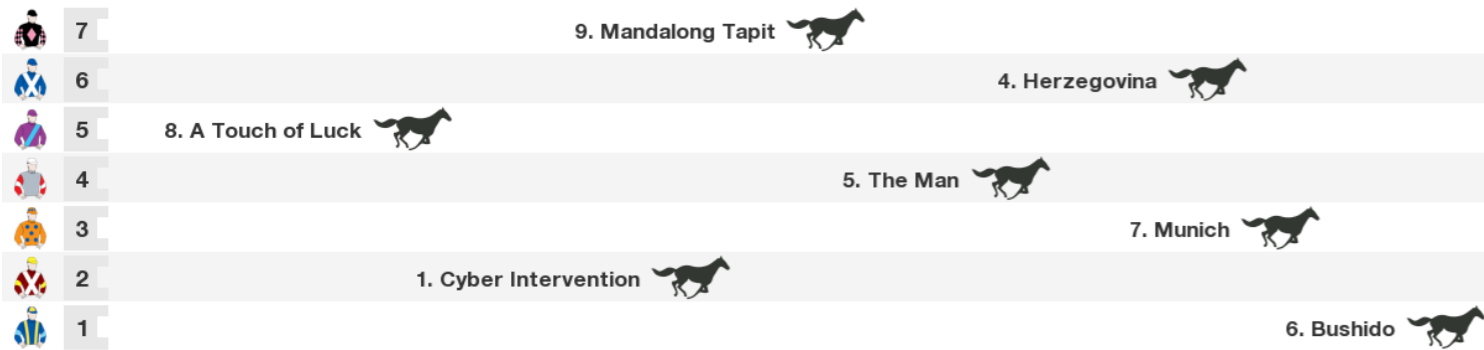 7 9. Mandalong Tapit
6 4. Herzegovina
5 8. A Touch of Luck
4 5. The Man
3 7. Munich
2 1. Cyber Intervention
1 6. Bushido